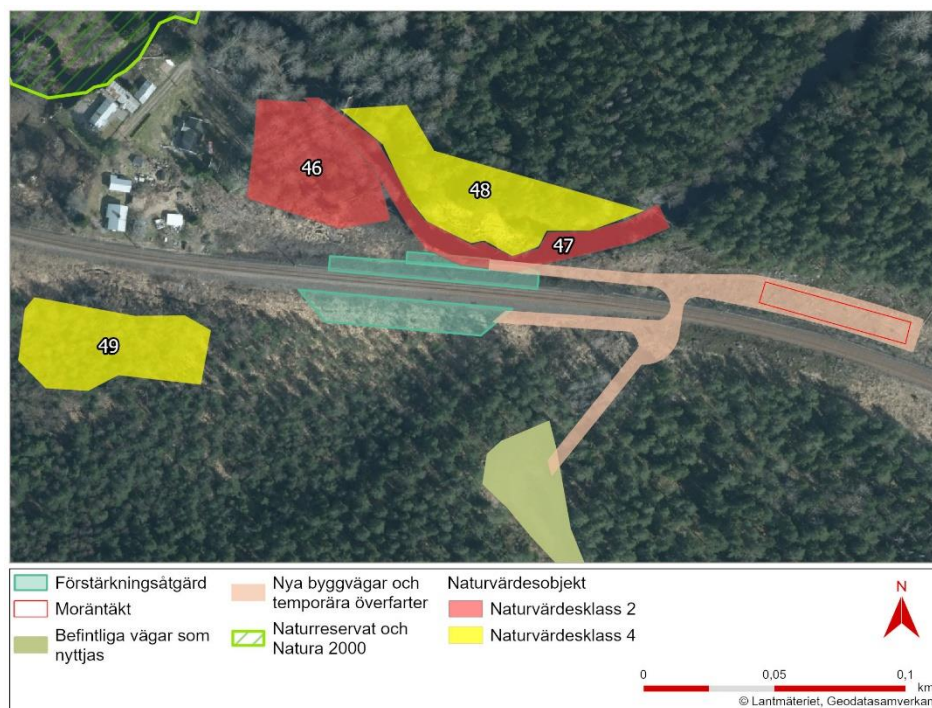 46
48
47
49
Förstärkningsåtgärd
Moräntäkt
Befintliga vägar som
nyttjas
Nya byggvägar och
temporära överfarter
Naturreservat och
Natura 2000
Naturvärdesobjekt
Naturvärdesklass 2
Naturvärdesklass 4
N
0 0,05 0,1
km
© Lantmäteriet, Geodatasamverkan